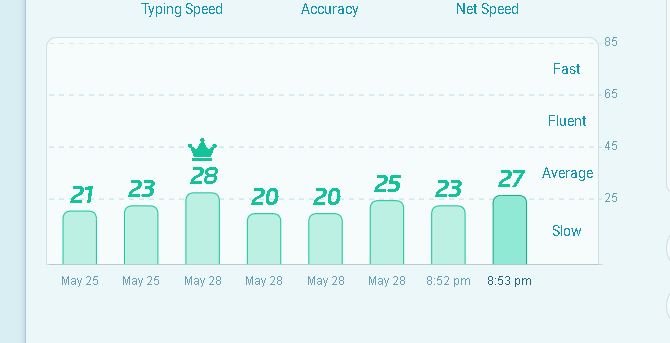 Typing Speed Accuracy Net Speed
85
Fast
65
Fluent
45
28
Average
21 23 20 20 25 23 27
25
Slow
May 25 May 25 May 28 May 28 May 28 May 28 8:52 pm 8:53 pm